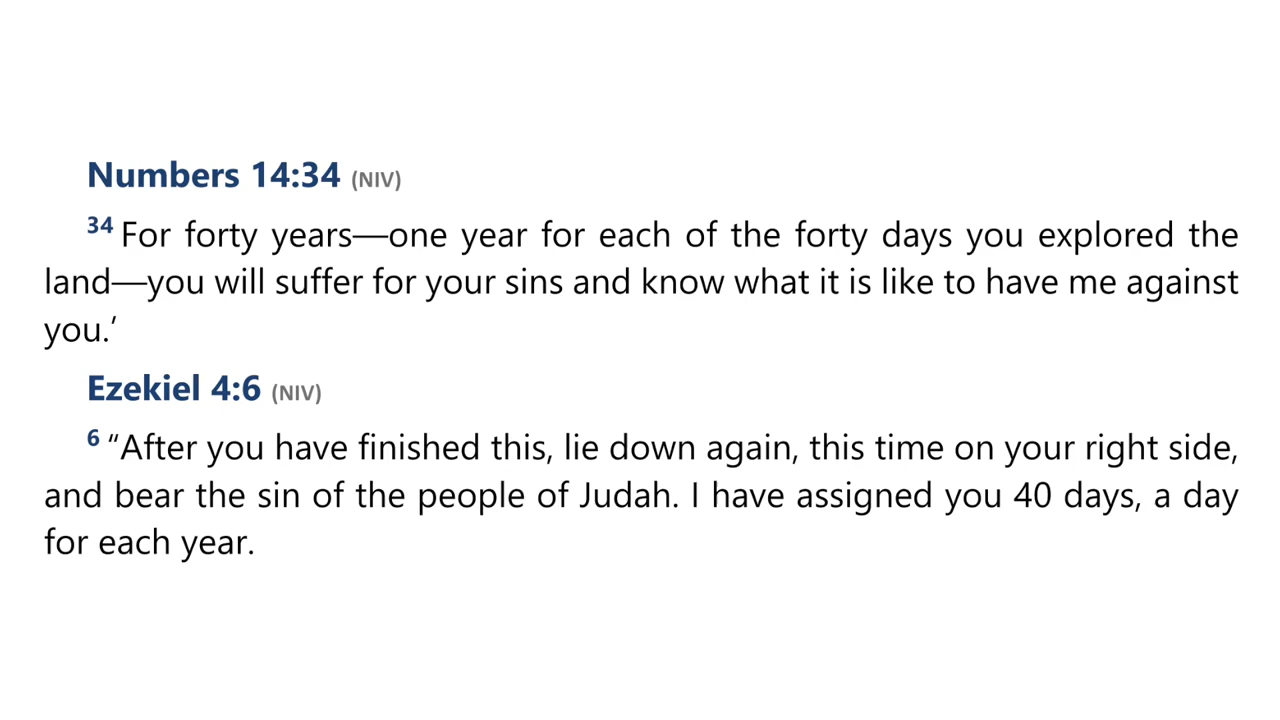 Numbers 14:34 (NIV)
34 For forty years—one year for each of the forty days you explored the
land—you will suffer for your sins and know what it is like to have me against
you.’
Ezekiel 4:6 (NIV)
6 “After you have finished this, lie down again, this time on your right side,
and bear the sin of the people of Judah. I have assigned you 40 days, a day
for each year.